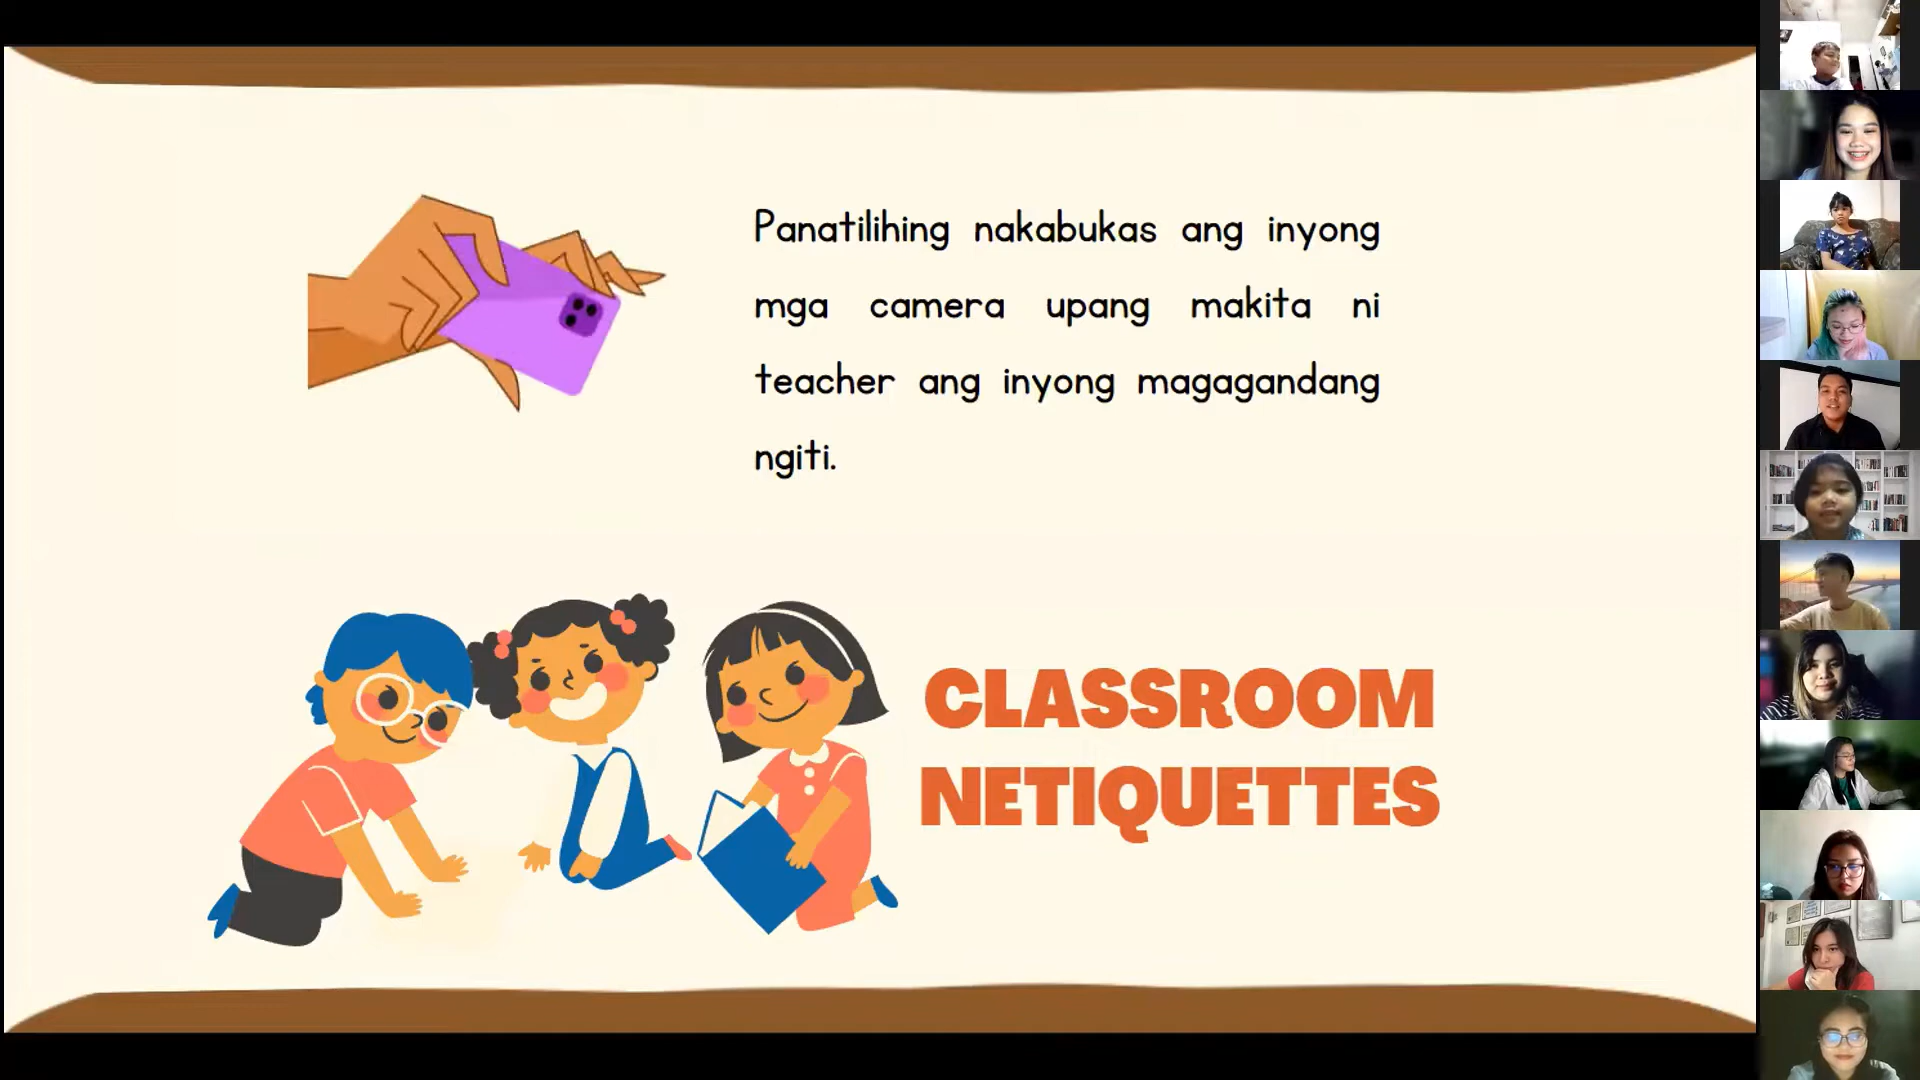 Panatilihing nakabukas ang inyong
mga camera upang makita ni
teacher ang inyong magagandang
ngiti.
CLASSROOM
NETIQUETTES